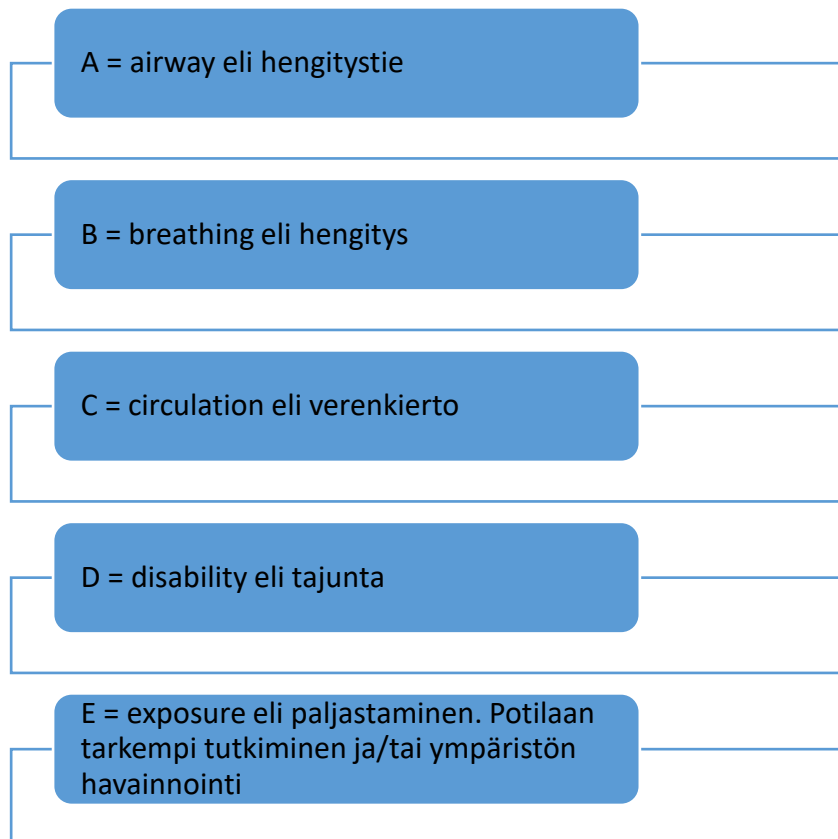 A = airway eli hengitystie
B = breathing eli hengitys
C = circulation eli verenkierto
D = disability eli tajunta
E = exposure eli paljastaminen. Potilaan
tarkempi tutkiminen ja/tai ympäristön
havainnointi